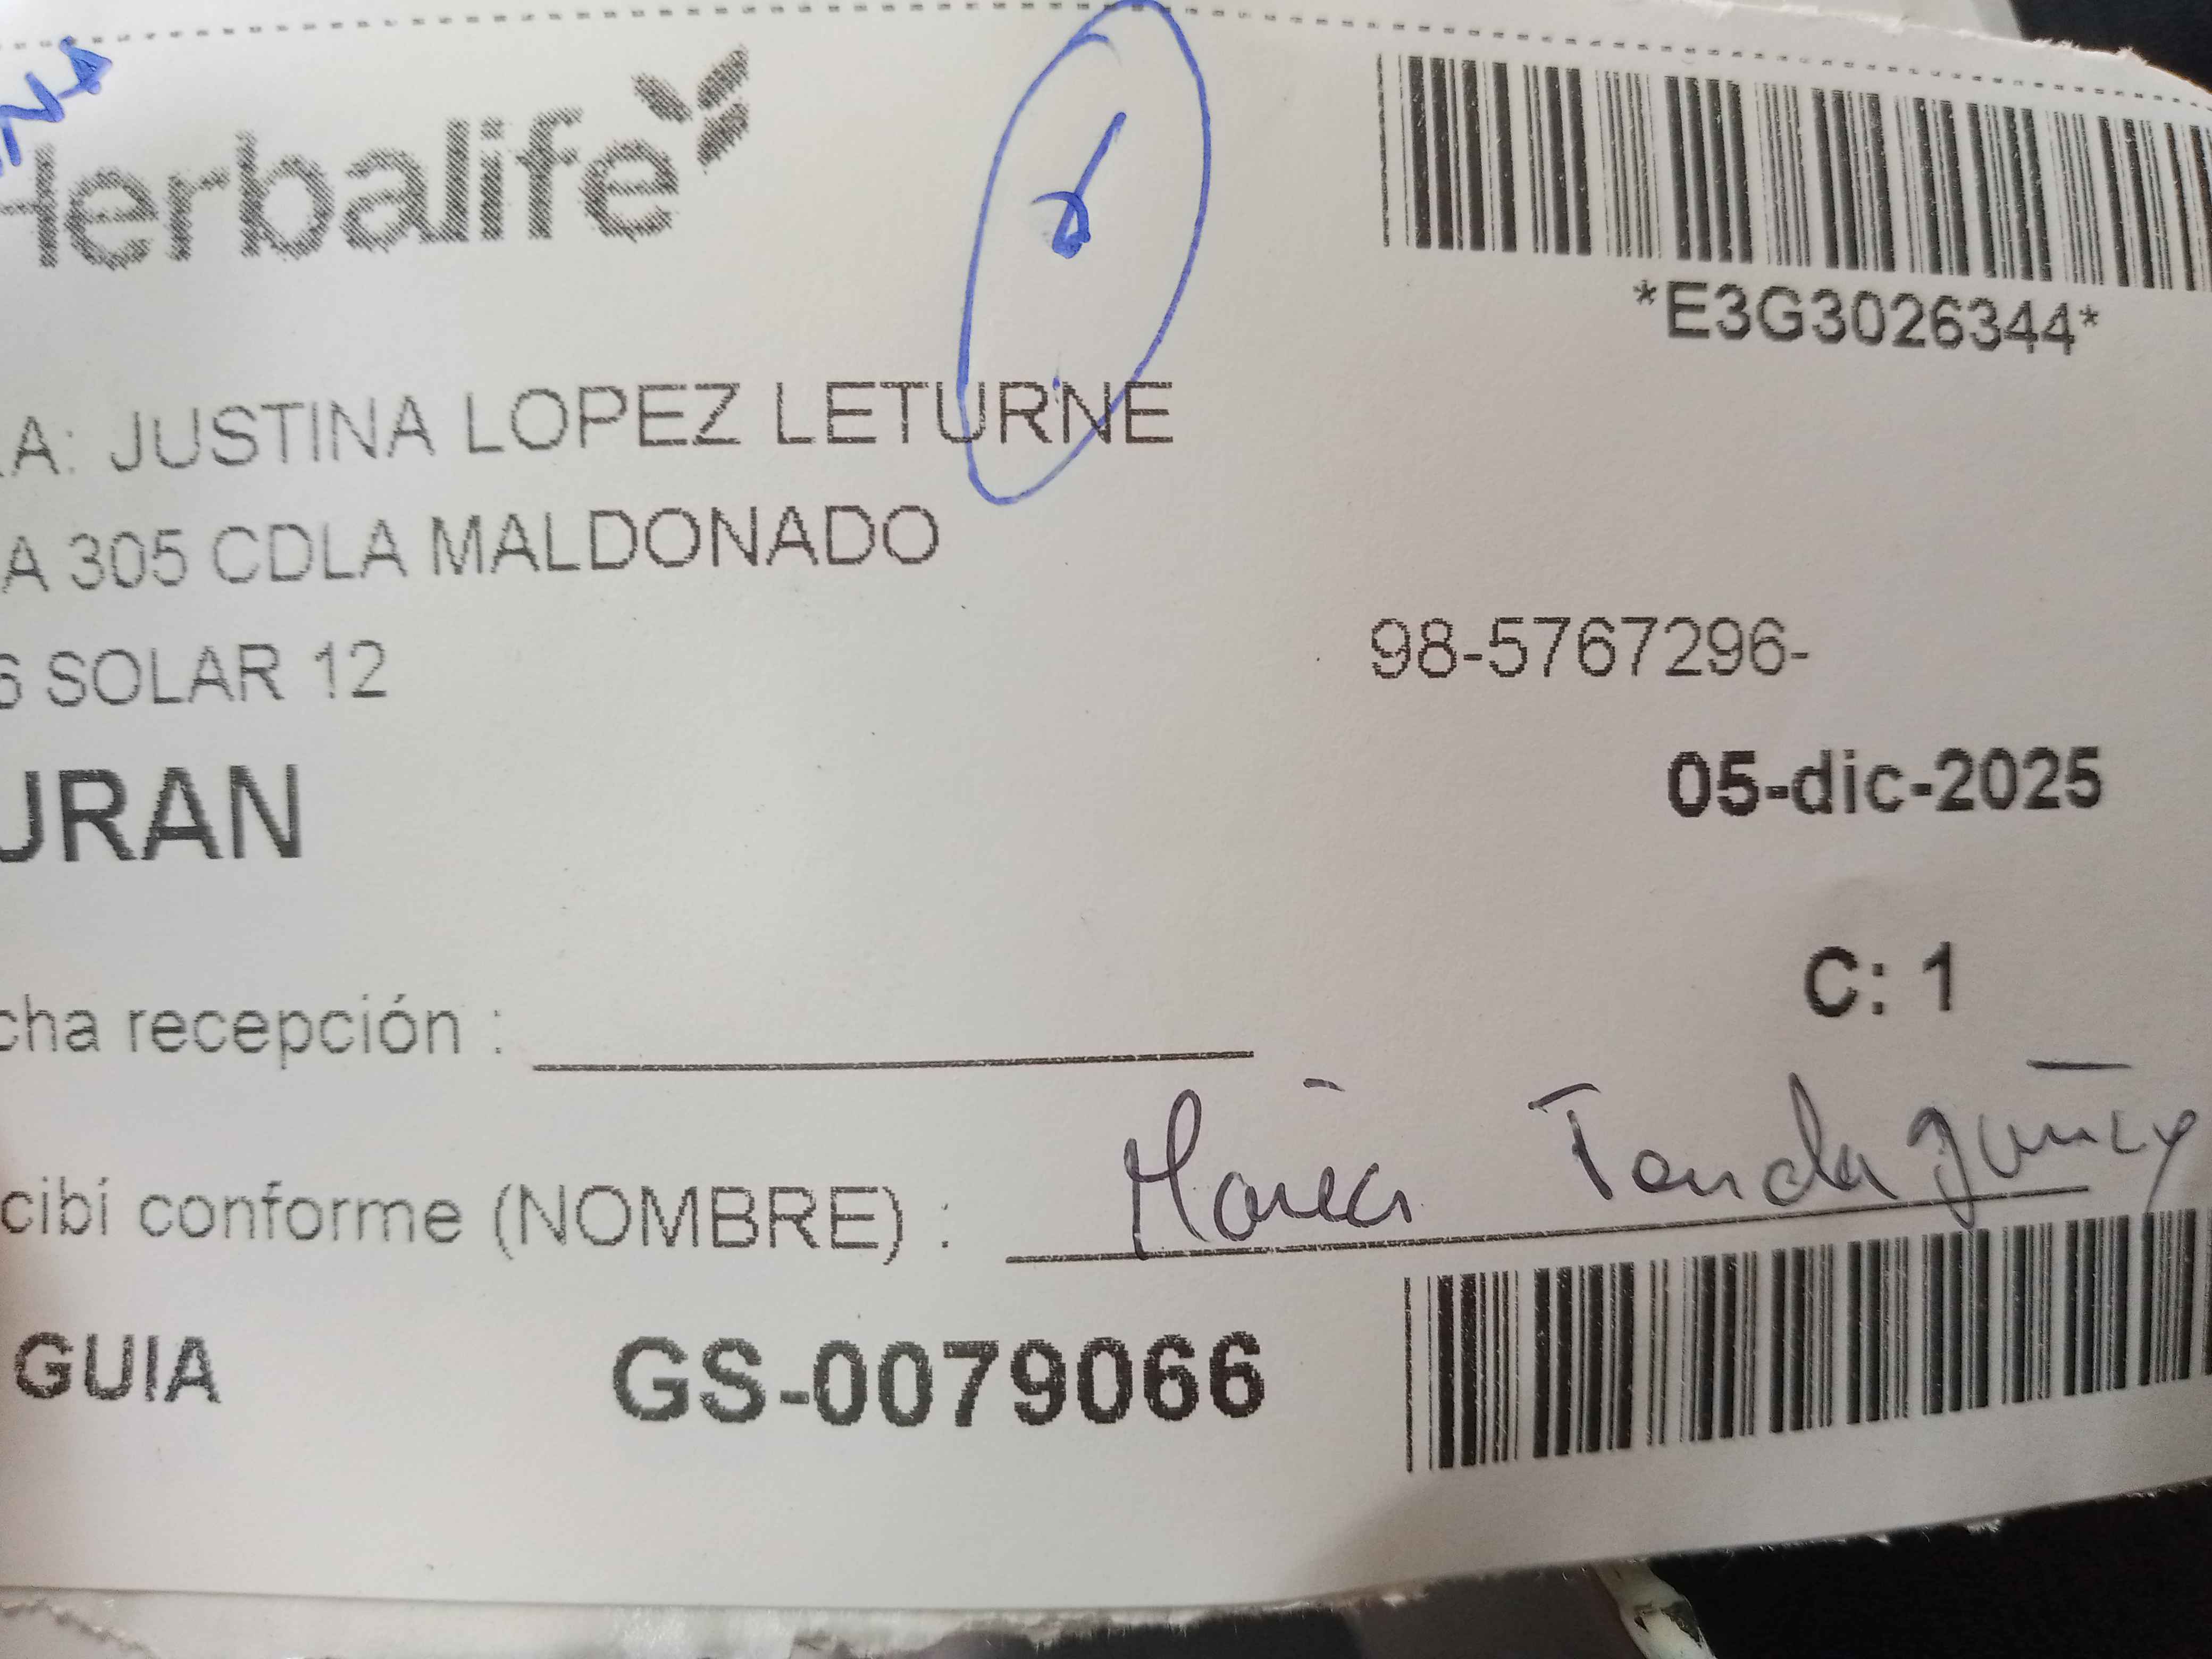 Herbalife
*E3G3026344*
A: JUSTINA LOPEZ LETURNE
A 305 CDLA MALDONADO
6 SOLAR 12
98-5767296-
URAN
05-dic-2025
C: 1
cha recepción :
cibí conforme (NOMBRE) : María
GUIA GS-0079066